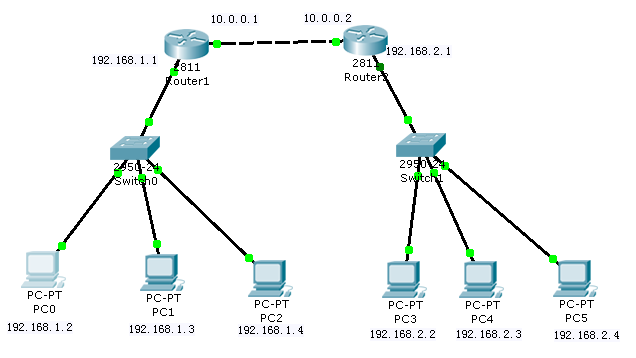 10.0.0.1
10.0.0.2
192.168.1.1
2811
Router1
2811
Router2
192.168.2.1
2950-24
Switch0
2950-24
Switch1
PC-PT
PC0
192.168.1.2
PC-PT
PC1
192.168.1.3
PC-PT
PC2
192.168.1.4
PC-PT
PC3
192.168.2.2
PC-PT
PC4
192.168.2.3
PC-PT
PC5
192.168.2.4